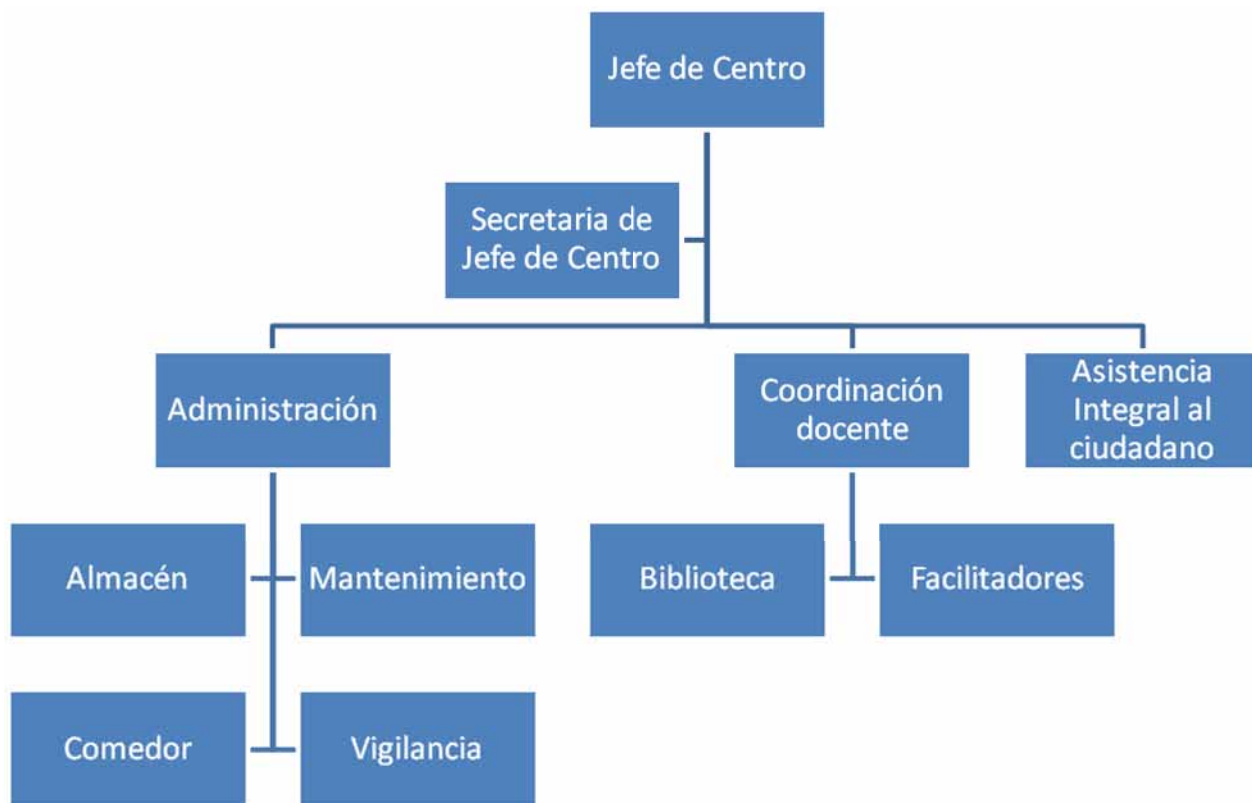 Jefe de Centro
Secretaria de
Jefe de Centro
Administración
Coordinación
docente
Asistencia
Integral al
ciudadano
Almacén
Mantenimiento
Biblioteca
Facilitadores
Comedor
Vigilancia